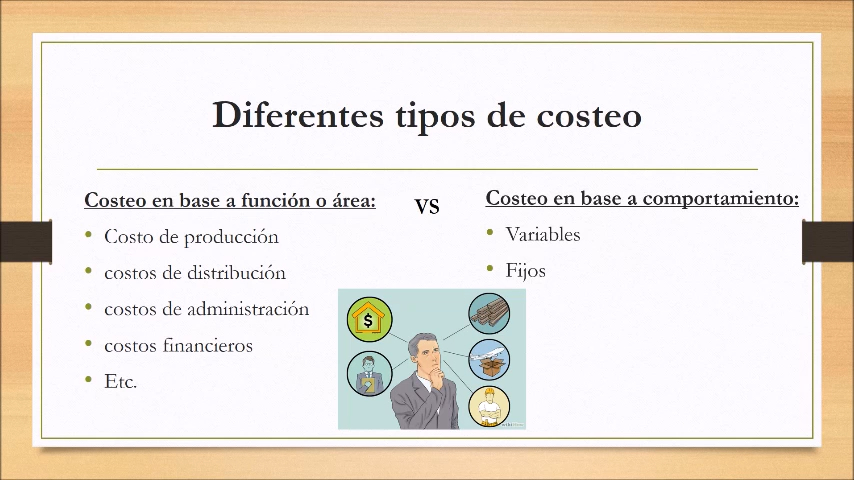 Diferentes tipos de costeo
Costeo en base a función o área:
• Costo de producción
• costos de distribución
• costos de administración
• costos financieros
• Etc.
vs
Costeo en base a comportamiento:
• Variables
• Fijos
$